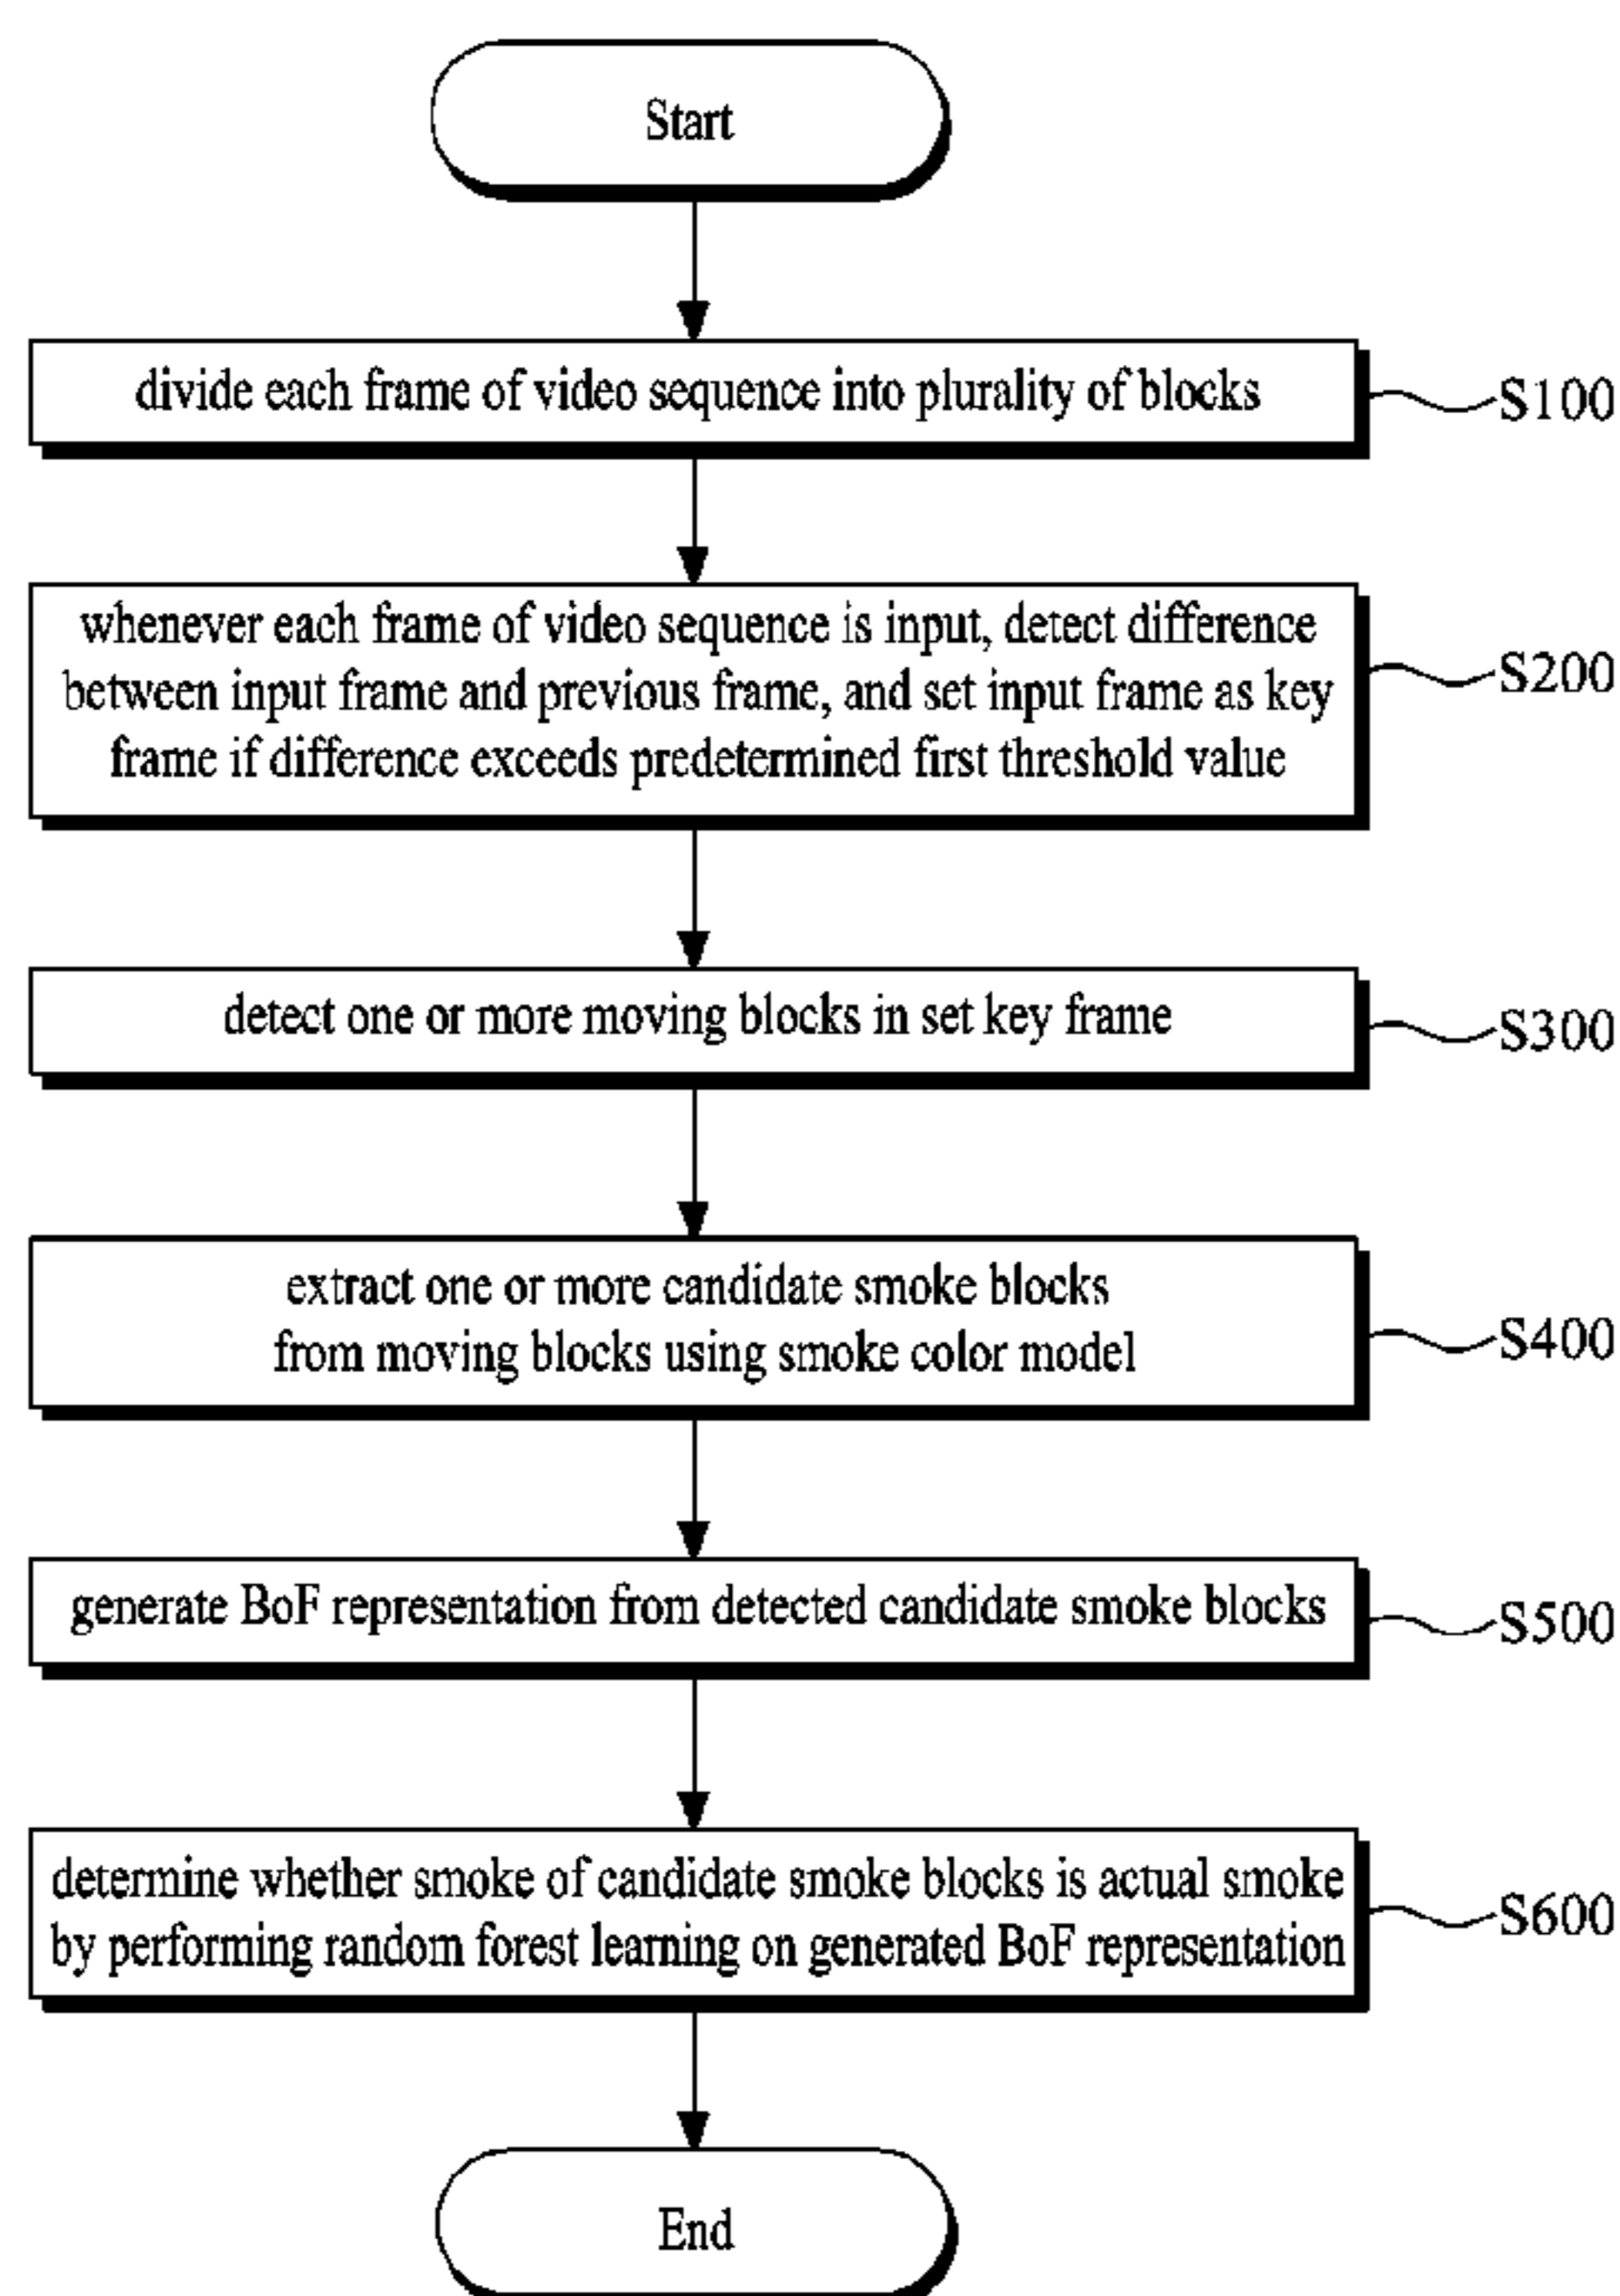 Start
divide each frame of video sequence into plurality of blocks
S100
whenever each frame of video sequence is input, detect difference
between input frame and previous frame, and set input frame as key
frame if difference exceeds predetermined first threshold value
S200
detect one or more moving blocks in set key frame
S300
extract one or more candidate smoke blocks
from moving blocks using smoke color model
S400
generate BoF representation from detected candidate smoke blocks
S500
determine whether smoke of candidate smoke blocks is actual smoke
by performing random forest learning on generated BoF representation
S600
End